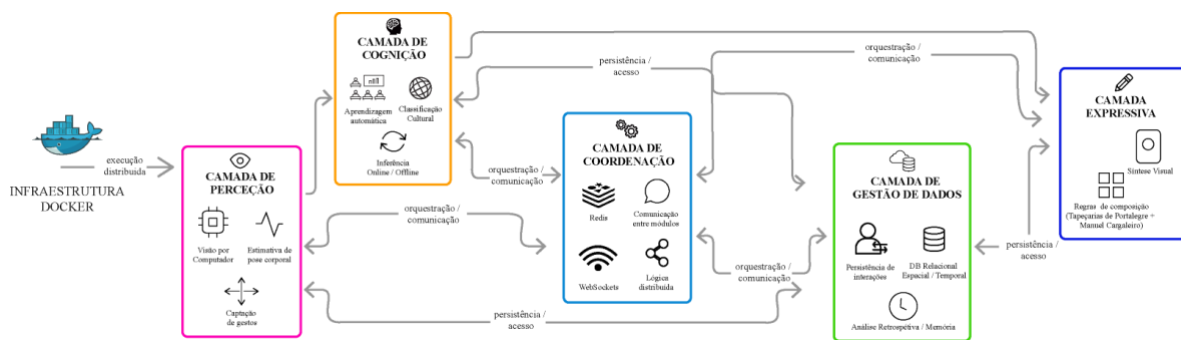 INFRAESTRUTURA
DOCKER
execução
distribuida
CAMADA DE
PERCEÇÃO
Visão por
Computador
Estimativa de
pose corporal
Captação
de gestos
CAMADA DE
COGNIÇÃO
Aprendizagem
automática
Classificação
Cultural
Inferência
Online / Offline
orquestração /
comunicação
orquestração /
comunicação
persistência /
acesso
persistência /
acesso
CAMADA DE
COORDENAÇÃO
Redis
Comunicação
entre módulos
WebSockets
Lógica
distribuída
orquestração /
comunicação
orquestração /
comunicação
CAMADA DE
GESTÃO DE DADOS
Persistência de
interações
DB Relacional
Espacial / Temporal
Análise Retrospétiva / Memória
persistência /
acesso
CAMADA
EXPRESSIVA
Síntese Visual
Regras de composição
(Tapeçarias de Portalegre +
Manuel Cargaleiro)